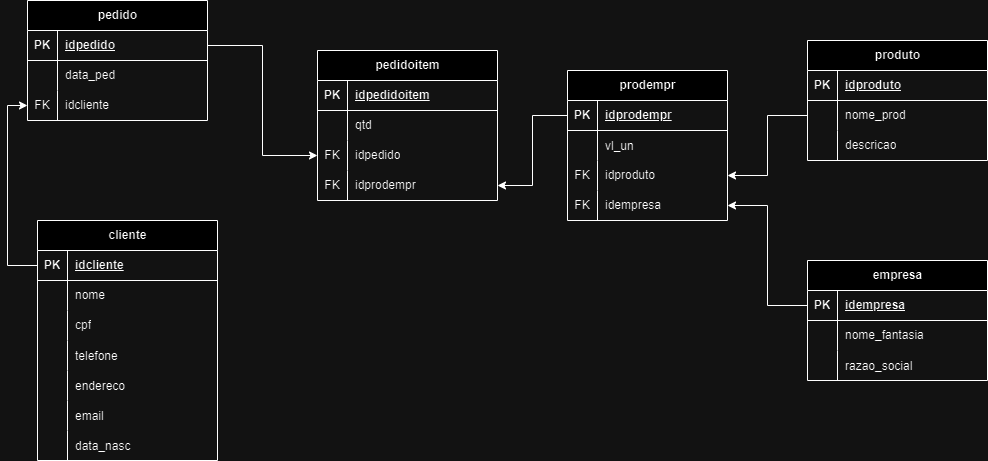 pedido
PK idpedido
data_ped
FK idcliente
cliente
PK idcliente
nome
cpf
telefone
endereco
email
data_nasc
pedidoitem
PK idpedidoitem
qtd
FK idpedido
FK idprodempr
prodempr
PK idprodempr
vl_un
FK idproduto
FK idempresa
produto
PK idproduto
nome_prod
descricao
empresa
PK idempresa
nome_fantasia
razao_social